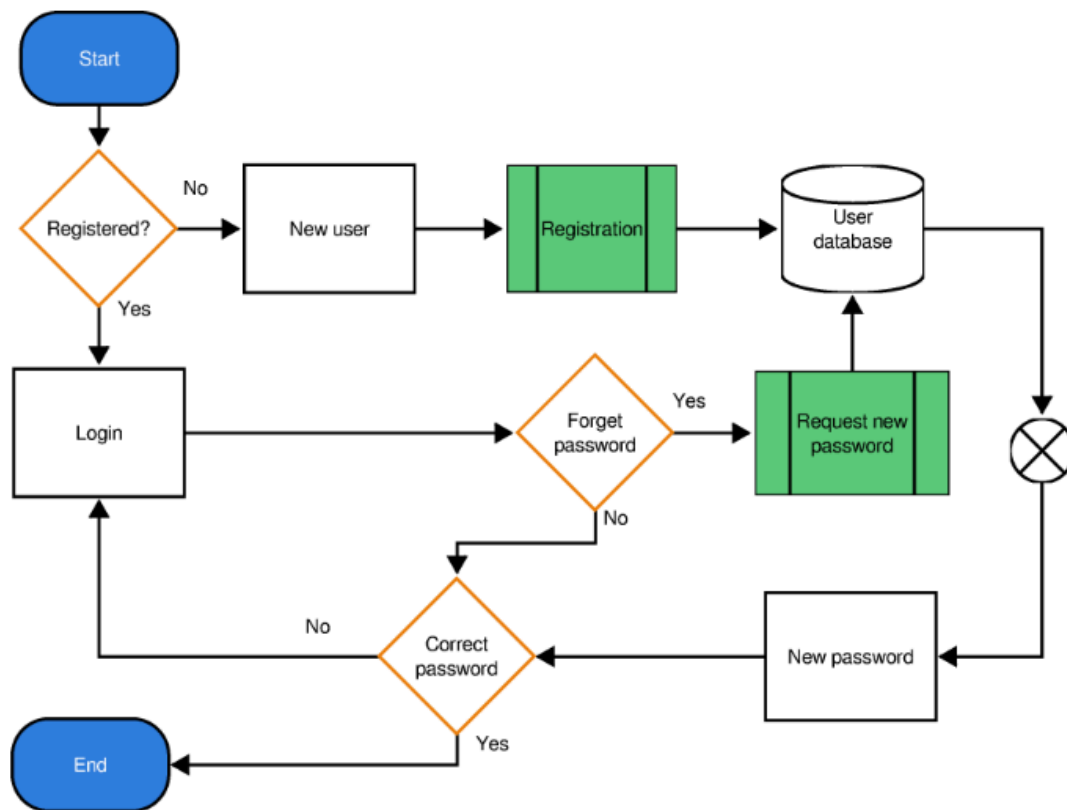 Start
Registered?
No
New user
Registration
User
database
Yes
Login
Forget
password
Yes
Request new
password
No
Correct
password
No
New password
Yes
End